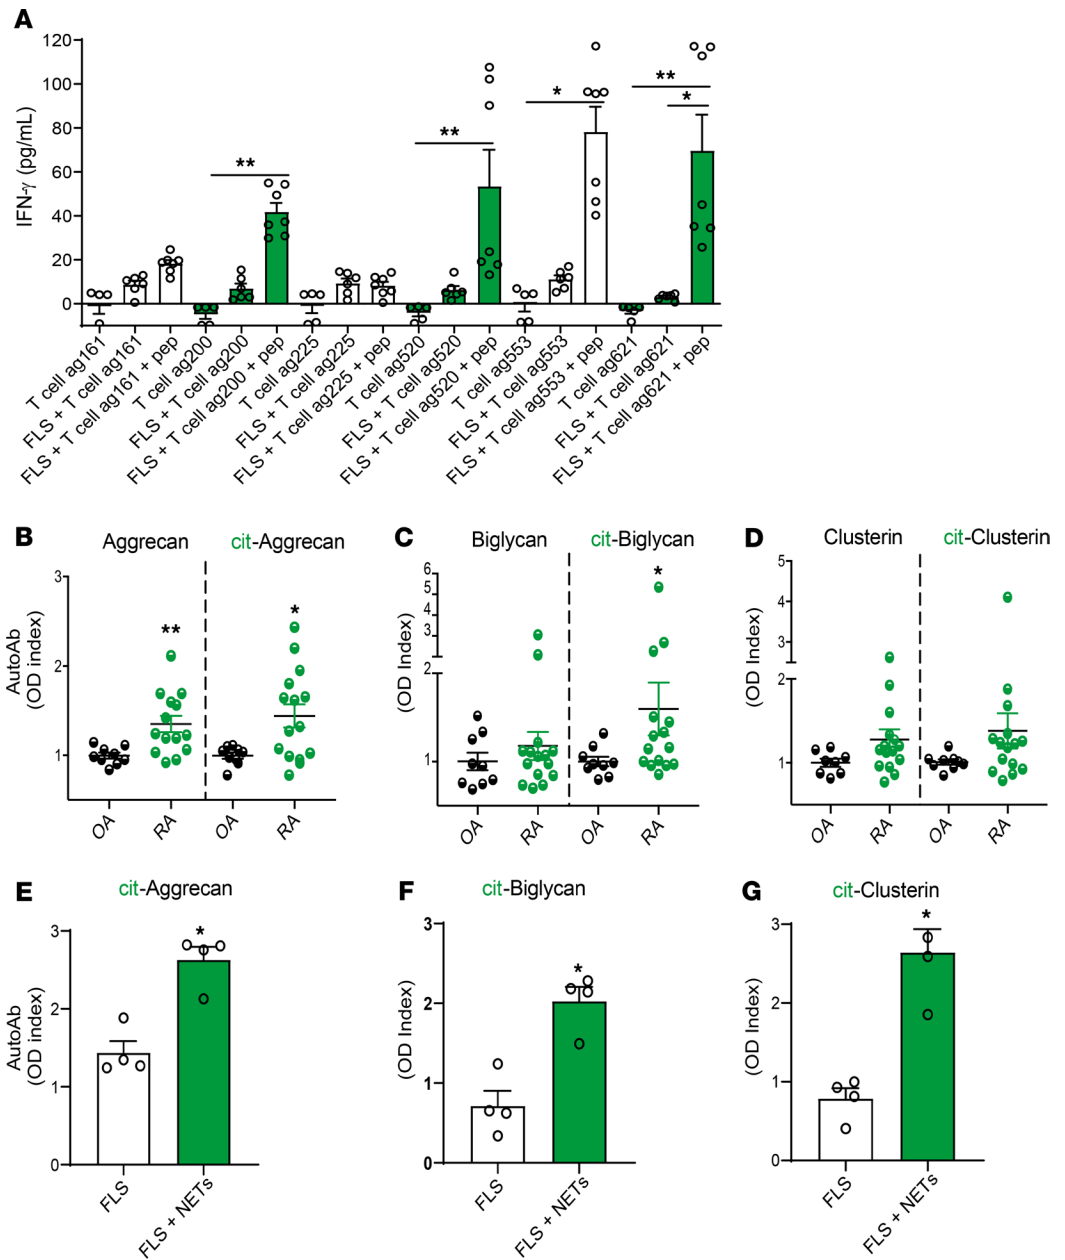 A
IFN-γ (pg/mL)
120
100
80
60
40
20
0
**
**
*
**
*
T cell ag161
FLS + T cell ag161
FLS + T cell ag161 + pep
T cell ag200
FLS + T cell ag200
FLS + T cell ag200 + pep
T cell ag225
FLS + T cell ag225
FLS + T cell ag225 + pep
T cell ag520
FLS + T cell ag520
FLS + T cell ag520 + pep
T cell ag553
FLS + T cell ag553
FLS + T cell ag553 + pep
T cell ag621
FLS + T cell ag621
FLS + T cell ag621 + pep
B
Aggrecan
cit-Aggrecan
AutoAb
(OD index)
3
2
1
**
*
OA
RA
OA
RA
C
Biglycan
cit-Biglycan
(OD Index)
6
5
4
3
2
1
*
OA
RA
OA
RA
D
Clusterin
cit-Clusterin
(OD Index)
5
4
3
2
1
OA
RA
OA
RA
E
cit-Aggrecan
AutoAb
(OD index)
3
2
1
0
*
FLS
FLS + NETs
F
cit-Biglycan
(OD Index)
3
2
1
0
*
FLS
FLS + NETs
G
cit-Clusterin
(OD Index)
3
2
1
0
*
FLS
FLS + NETs